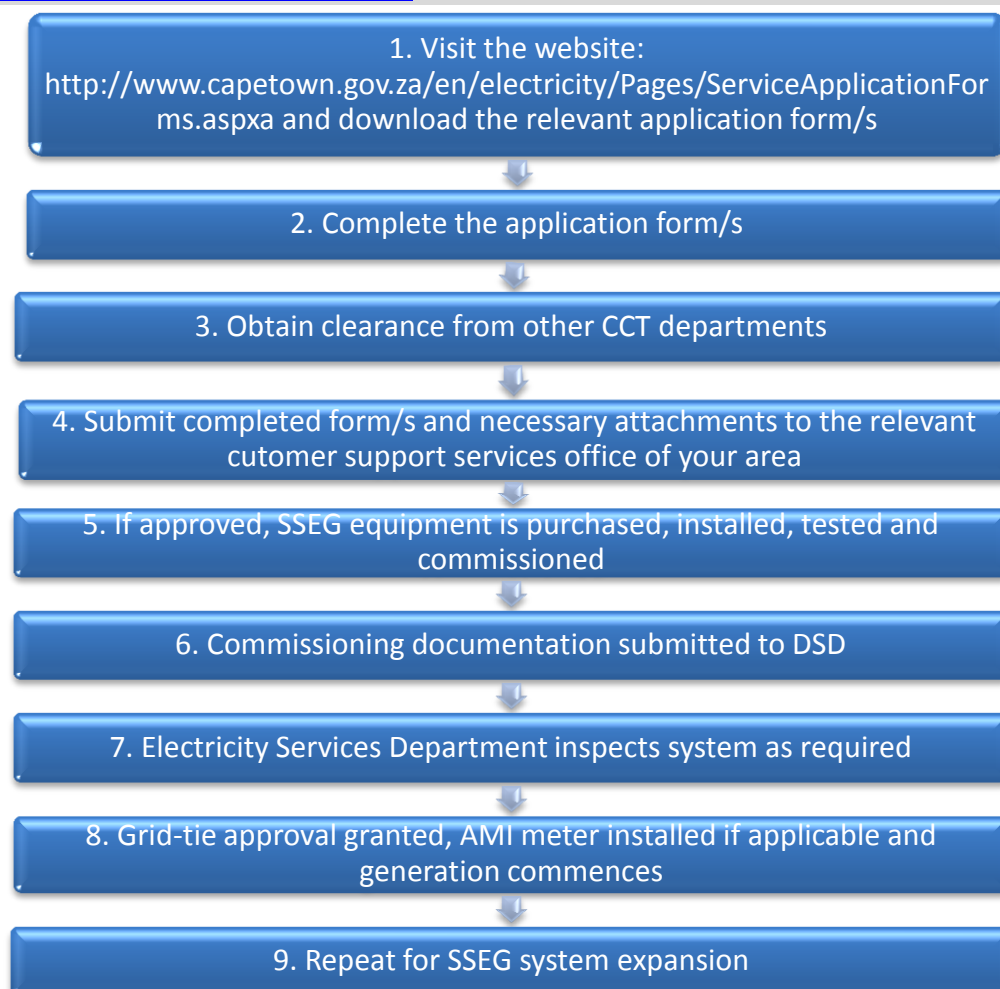 1. Visit the website:
http://www.capetown.gov.za/en/electricity/Pages/ServiceApplicationFor
ms.aspxa and download the relevant application form/s
2. Complete the application form/s
3. Obtain clearance from other CCT departments
4. Submit completed form/s and necessary attachments to the relevant
cutomer support services office of your area
5. If approved, SSEG equipment is purchased, installed, tested and
commissioned
6. Commissioning documentation submitted to DSD
7. Electricity Services Department inspects system as required
8. Grid-tie approval granted, AMI meter installed if applicable and
generation commences
9. Repeat for SSEG system expansion